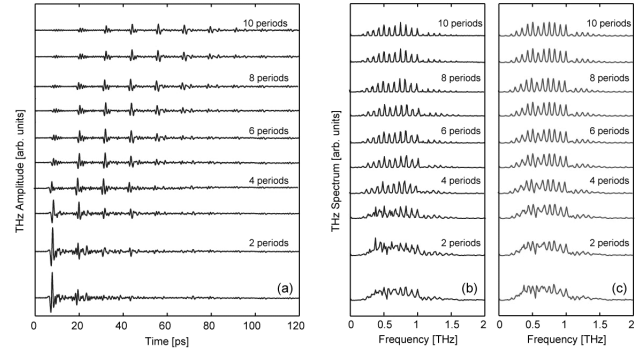 THz Amplitude [arb. units]
10 periods
8 periods
6 periods
4 periods
2 periods
(a)
0 20 40 60 80 100 120
Time [ps]
THz Spectrum [arb. units]
10 periods
8 periods
6 periods
4 periods
2 periods
(b)
0 0.5 1 1.5 2
Frequency [THz]
10 periods
8 periods
6 periods
4 periods
2 periods
(c)
0 0.5 1 1.5 2
Frequency [THz]